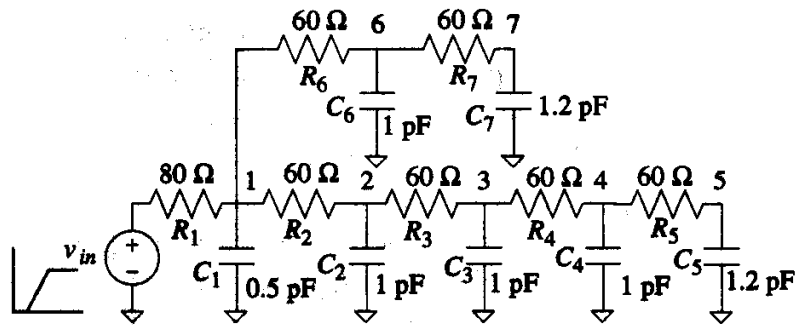 60 Ω 6 60 Ω 7
R6 R7
C6 C7 1.2 pF
1 pF
80 Ω 1 60 Ω 2 60 Ω 3 60 Ω 4 60 Ω 5
R1 R2 R3 R4 R5
vin + −
C1 C2 C3 C4 C5
0.5 pF 1 pF 1 pF 1 pF 1.2 pF